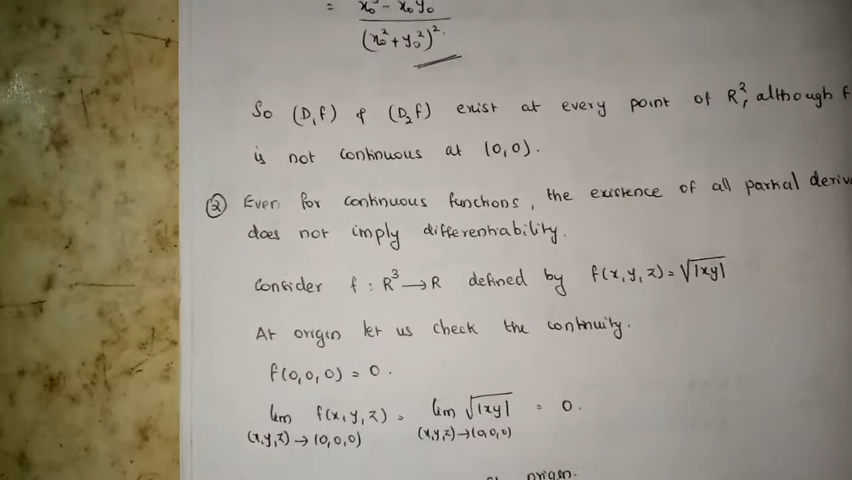 = x₀³ - x₀y₀ / (x₀² + y₀²)².
So (D₁f) & (D₂f) exist at every point of R², although f
is not continuous at (0,0).
② Even for continuous functions, the existence of all partial deriva
does not imply differentiability.
Consider f : R³ → R defined by f(x,y,z) = √|xy|
At origin let us check the continuity.
f(0,0,0) = 0.
lim (x,y,z)→(0,0,0) f(x,y,z) = lim (x,y,z)→(0,0,0) √|xy| = 0.
origin.